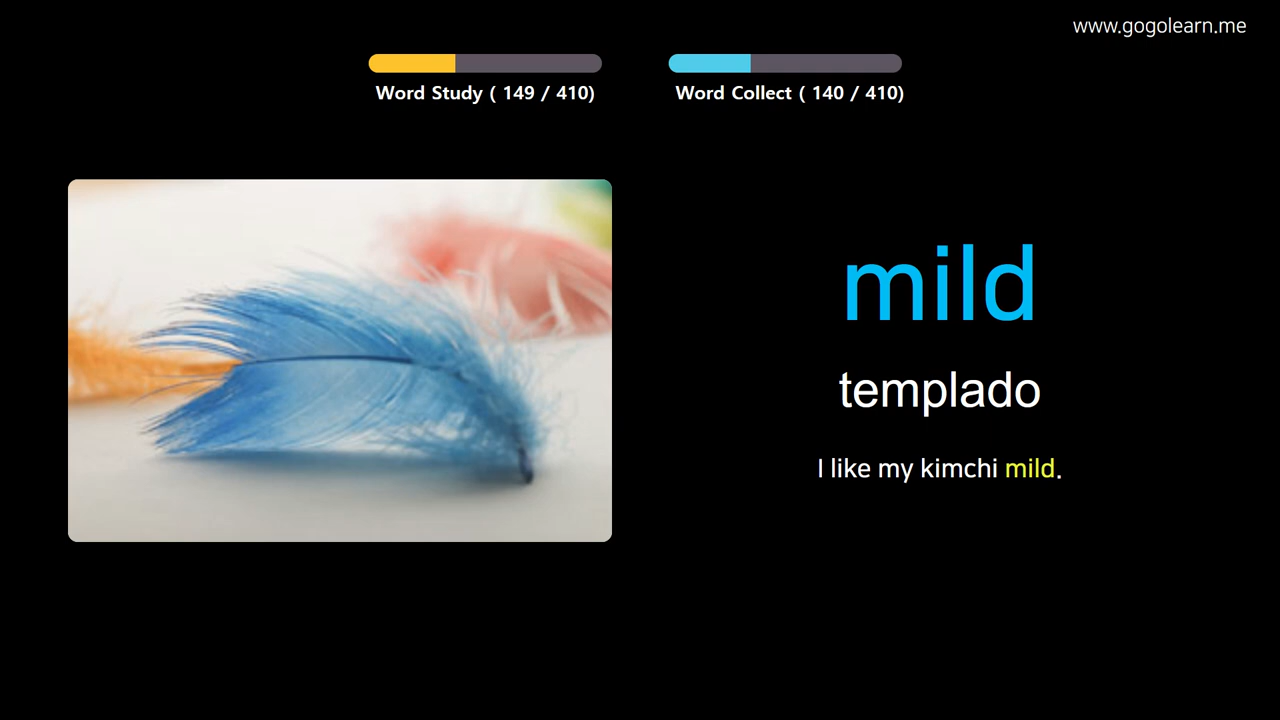 www.gogolearn.me
Word Study ( 149 / 410)
Word Collect ( 140 / 410)
mild
templado
I like my kimchi mild.